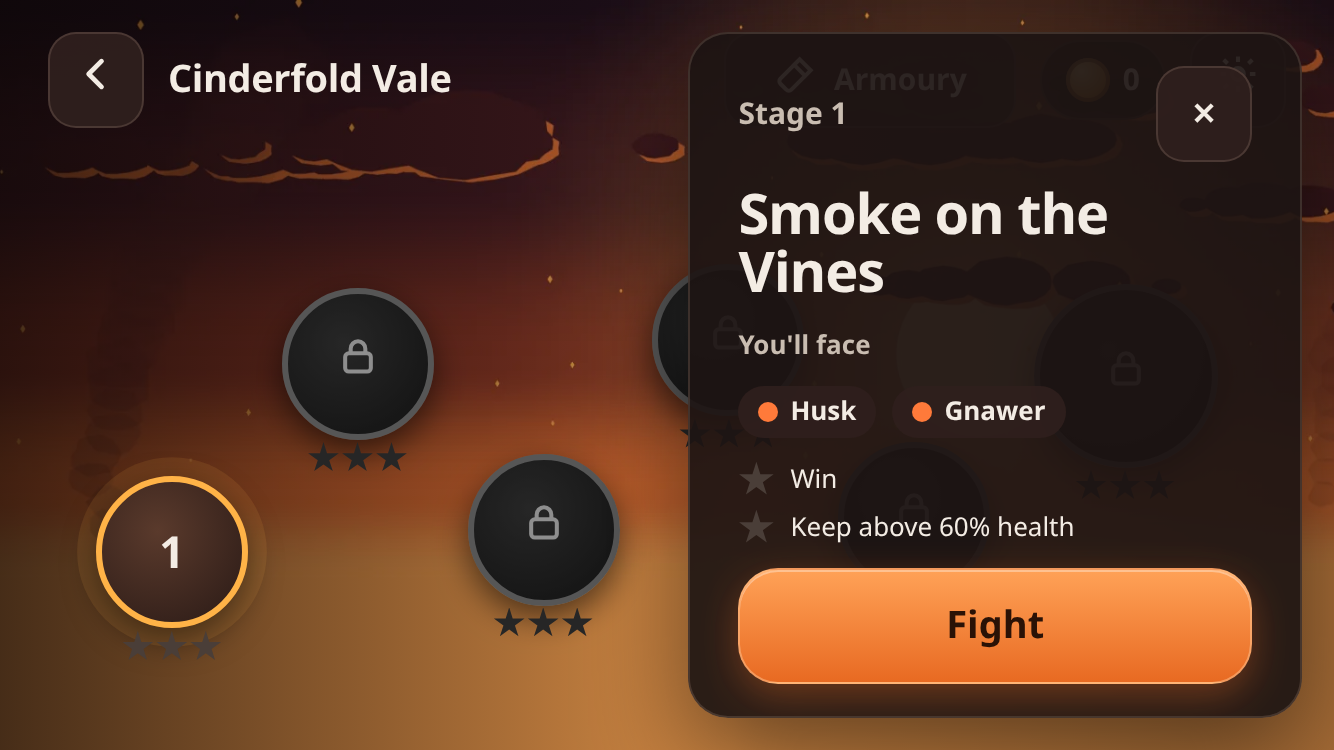 Cinderfold Vale
Armoury
0
Stage 1
×
Smoke on the
Vines
You'll face
Husk
Gnawer
Win
Keep above 60% health
Fight
1